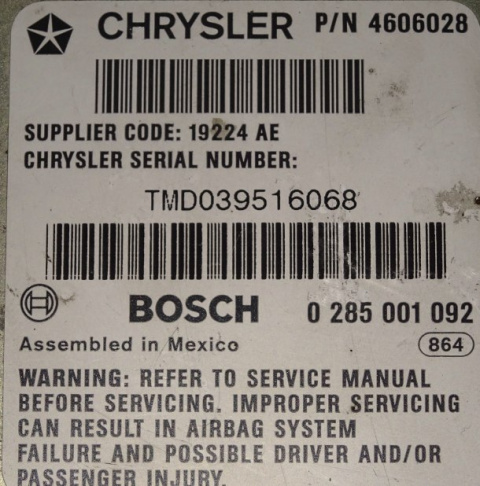 CHRYSLER P/N 4606028
SUPPLIER CODE: 19224 AE
CHRYSLER SERIAL NUMBER:
TMD039516068
BOSCH 0 285 001 092
Assembled in Mexico 864
WARNING: REFER TO SERVICE MANUAL
BEFORE SERVICING. IMPROPER SERVICING
CAN RESULT IN AIRBAG SYSTEM
FAILURE AND POSSIBLE DRIVER AND/OR
PASSENGER INJURY.